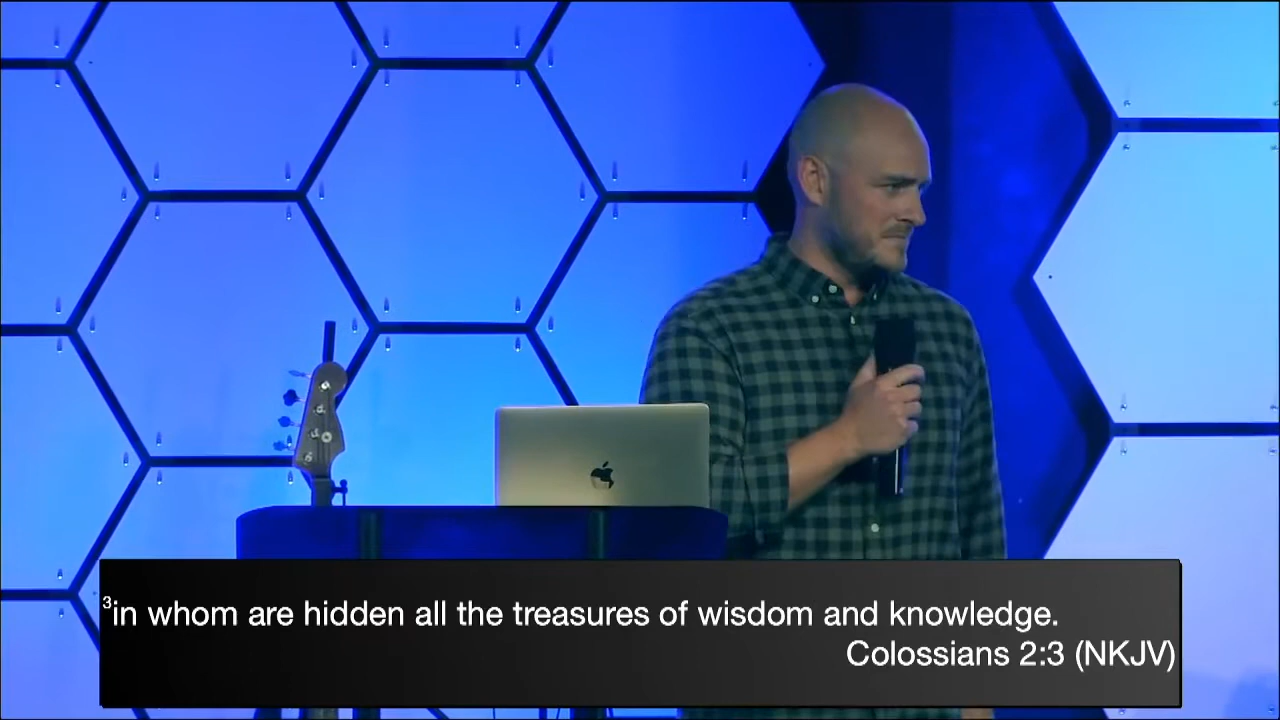 ³in whom are hidden all the treasures of wisdom and knowledge.
Colossians 2:3 (NKJV)